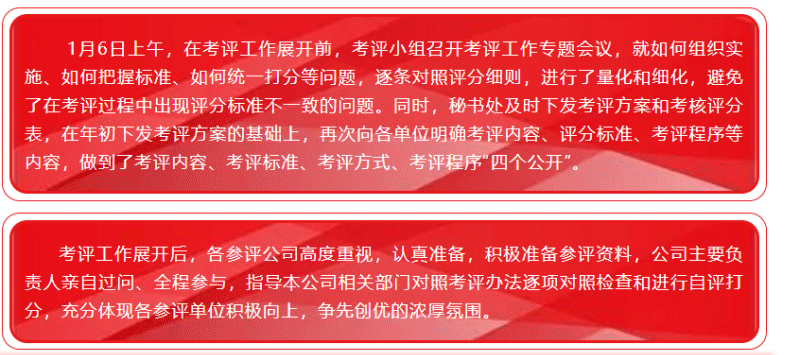 1月6日上午，在考评工作展开前，考评小组召开考评工作专题会议，就如何组织实
施、如何把握标准、如何统一打分等问题，逐条对照评分细则，进行了量化和细化，避免
了在考评过程中出现评分标准不一致的问题。同时，秘书处及时下发考评方案和考核评分
表，在年初下发考评方案的基础上，再次向各单位明确考评内容、评分标准、考评程序等
内容，做到了考评内容、考评标准、考评方式、考评程序“四个公开”。
考评工作展开后，各参评公司高度重视，认真准备，积极准备参评资料，公司主要负
责人亲自过问、全程参与，指导本公司相关部门对照考评办法逐项对照检查和进行自评打
分，充分体现各参评单位积极向上，争先创优的浓厚氛围。